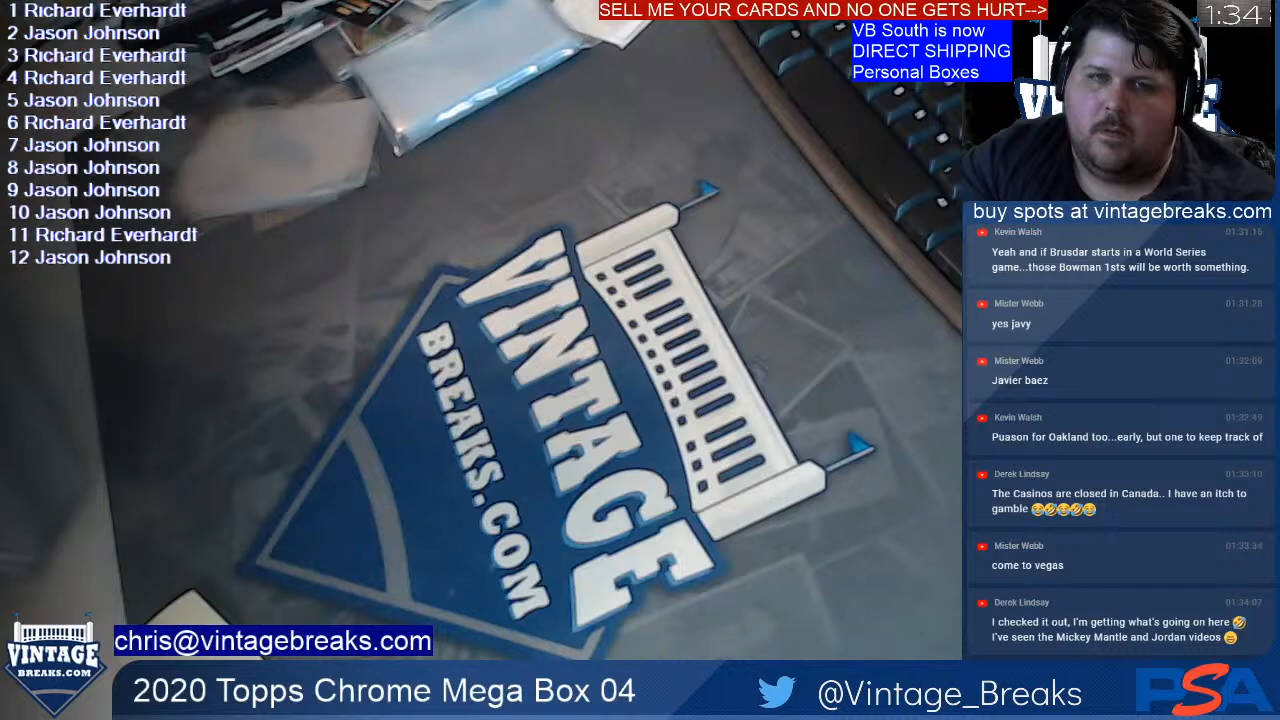 1 Richard Everhardt
2 Jason Johnson
3 Richard Everhardt
4 Richard Everhardt
5 Jason Johnson
6 Richard Everhardt
7 Jason Johnson
8 Jason Johnson
9 Jason Johnson
10 Jason Johnson
11 Richard Everhardt
12 Jason Johnson
SELL ME YOUR CARDS AND NO ONE GETS HURT-->
VB South is now
DIRECT SHIPPING
Personal Boxes
1:34
buy spots at vintagebreaks.com
Kevin Walsh 01:31:16
Yeah and if Brusdar starts in a World Series
game...those Bowman 1sts will be worth something.
Mister Webb 01:31:28
yes javy
Mister Webb 01:32:09
Javier baez
Kevin Walsh 01:32:49
Puason for Oakland too...early, but one to keep track of
Derek Lindsay 01:33:10
The Casinos are closed in Canada.. I have an itch to
gamble 😂🤣😂🤣😂
Mister Webb 01:33:34
come to vegas
Derek Lindsay 01:34:07
I checked it out, I'm getting what's going on here 🤣
I've seen the Mickey Mantle and Jordan videos 😄
VINTAGE
BREAKS.COM
VINTAGE
BREAKS.COM
chris@vintagebreaks.com
2020 Topps Chrome Mega Box 04
@Vintage_Breaks
PSA